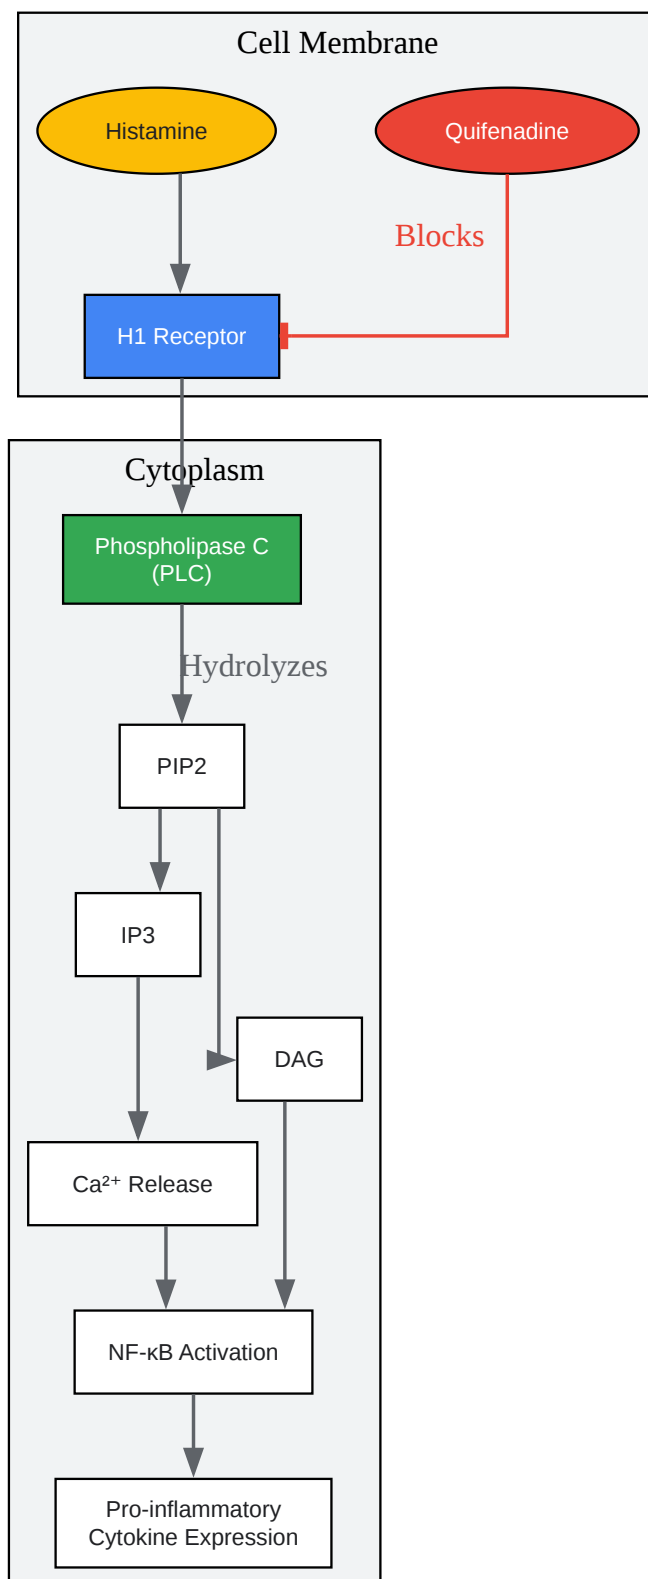 Cell Membrane
Histamine
Quifenadine
Blocks
H1 Receptor
Cytoplasm
Phospholipase C
(PLC)
Hydrolyzes
PIP2
IP3
DAG
Ca²⁺ Release
NF-κB Activation
Pro-inflammatory
Cytokine Expression